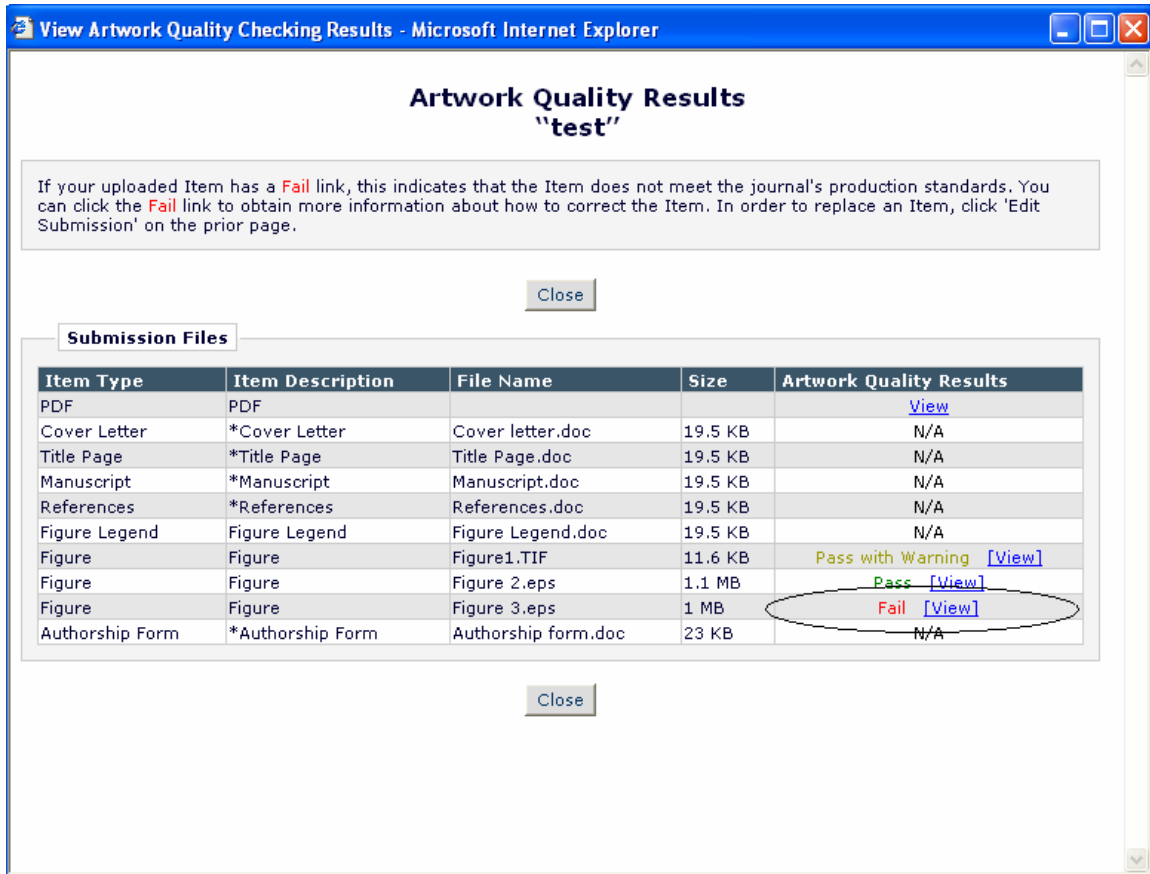 View Artwork Quality Checking Results - Microsoft Internet Explorer
Artwork Quality Results
"test"
If your uploaded Item has a Fail link, this indicates that the Item does not meet the journal's production standards. You
can click the Fail link to obtain more information about how to correct the Item. In order to replace an Item, click 'Edit
Submission' on the prior page.
Close
Submission Files
Item Type Item Description File Name Size Artwork Quality Results
PDF PDF View
Cover Letter *Cover Letter Cover letter.doc 19.5 KB N/A
Title Page *Title Page Title Page.doc 19.5 KB N/A
Manuscript *Manuscript Manuscript.doc 19.5 KB N/A
References *References References.doc 19.5 KB N/A
Figure Legend Figure Legend Figure Legend.doc 19.5 KB N/A
Figure Figure Figure1.TIF 11.6 KB Pass with Warning [View]
Figure Figure Figure 2.eps 1.1 MB Pass [View]
Figure Figure Figure 3.eps 1 MB Fail [View]
Authorship Form *Authorship Form Authorship form.doc 23 KB N/A
Close